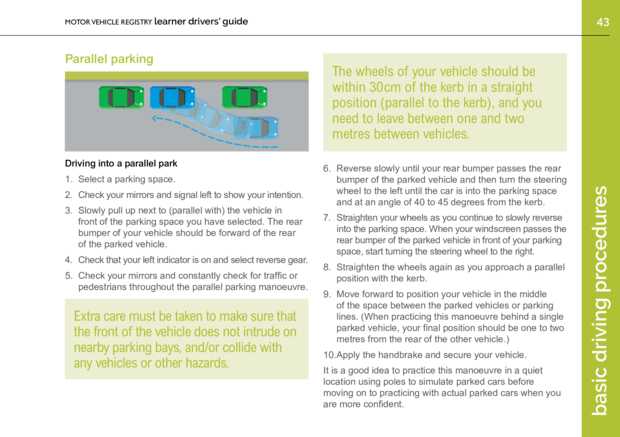 MOTOR VEHICLE REGISTRY learner drivers' guide
43
Parallel parking
Driving into a parallel park
1. Select a parking space.
2. Check your mirrors and signal left to show your intention.
3. Slowly pull up next to (parallel with) the vehicle in
front of the parking space you have selected. The rear
bumper of your vehicle should be forward of the rear
of the parked vehicle.
4. Check that your left indicator is on and select reverse gear.
5. Check your mirrors and constantly check for traffic or
pedestrians throughout the parallel parking manoeuvre.
Extra care must be taken to make sure that
the front of the vehicle does not intrude on
nearby parking bays, and/or collide with
any vehicles or other hazards.
The wheels of your vehicle should be
within 30cm of the kerb in a straight
position (parallel to the kerb), and you
need to leave between one and two
metres between vehicles.
6. Reverse slowly until your rear bumper passes the rear
bumper of the parked vehicle and then turn the steering
wheel to the left until the car is into the parking space
and at an angle of 40 to 45 degrees from the kerb.
7. Straighten your wheels as you continue to slowly reverse
into the parking space. When your windscreen passes the
rear bumper of the parked vehicle in front of your parking
space, start turning the steering wheel to the right.
8. Straighten the wheels again as you approach a parallel
position with the kerb.
9. Move forward to position your vehicle in the middle
of the space between the parked vehicles or parking
lines. (When practicing this manoeuvre behind a single
parked vehicle, your final position should be one to two
metres from the rear of the other vehicle.)
10.Apply the handbrake and secure your vehicle.
It is a good idea to practice this manoeuvre in a quiet
location using poles to simulate parked cars before
moving on to practicing with actual parked cars when you
are more confident.
basic driving procedures